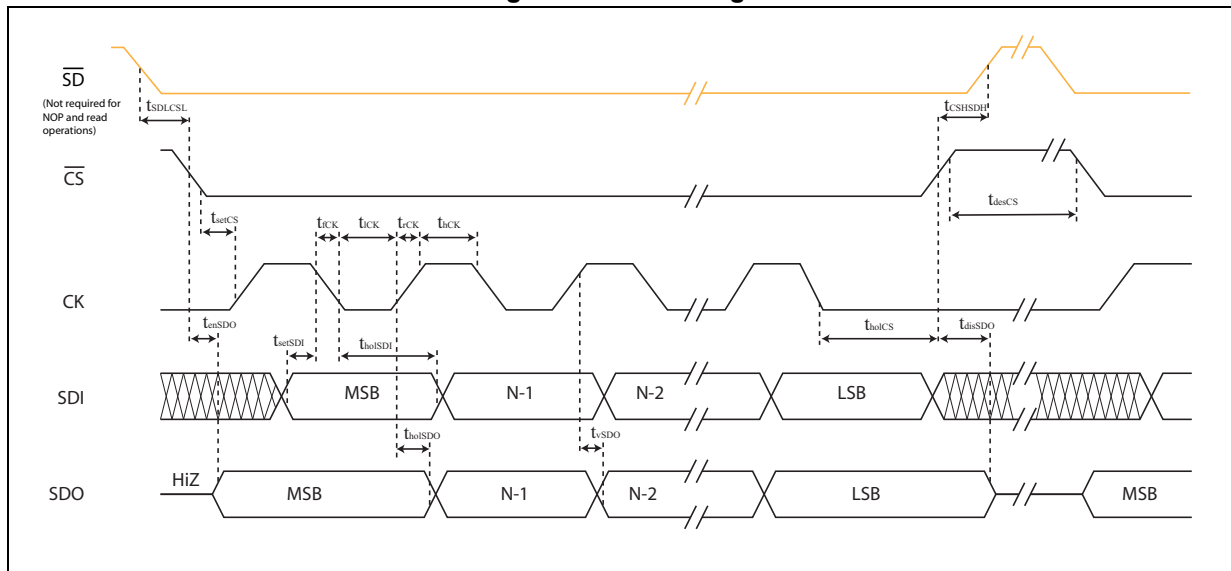 SD
(Not required for
NOP and read
operations)
tSDLCSL
tCSHSDH
CS
tdesCS
tsetCS
tfCK
tlCK
trCK
thCK
CK
tenSDO
tsetSDI
tholSDI
tholCS
tdisSDO
SDI
MSB
N-1
N-2
LSB
tholSDO
tvSDO
HiZ
SDO
MSB
N-1
N-2
LSB
MSB